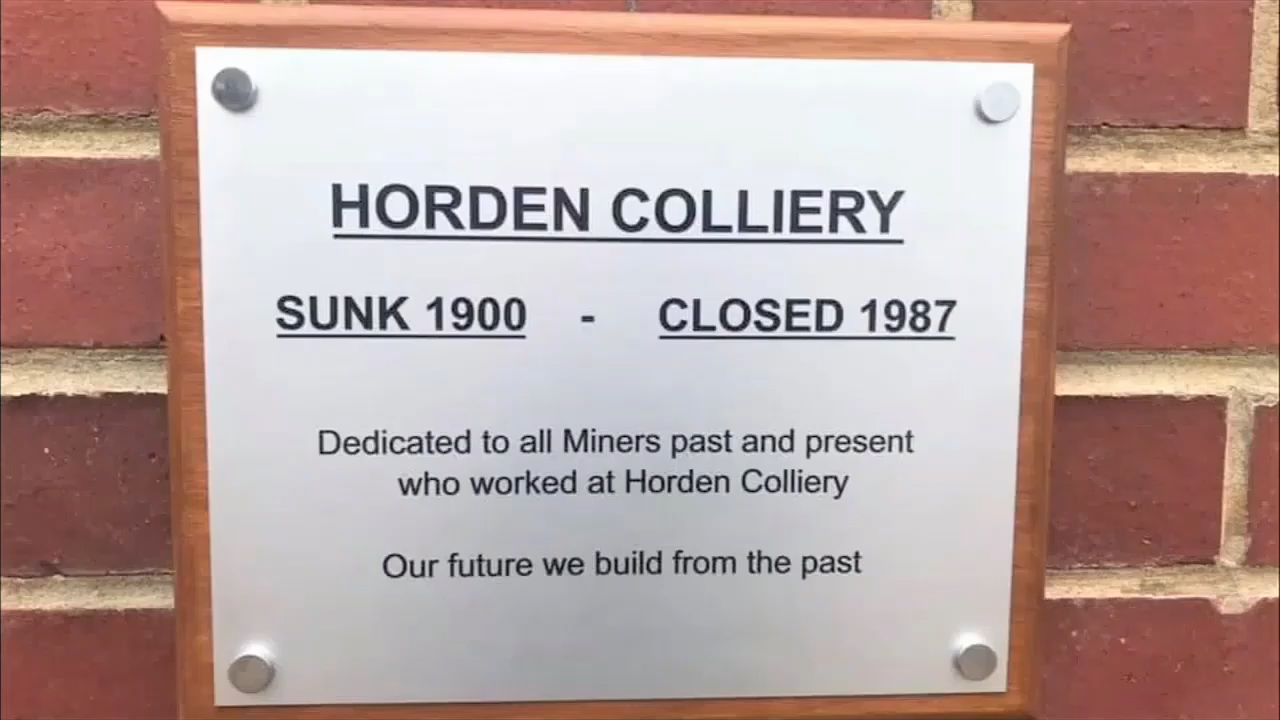 HORDEN COLLIERY
SUNK 1900 - CLOSED 1987
Dedicated to all Miners past and present
who worked at Horden Colliery
Our future we build from the past